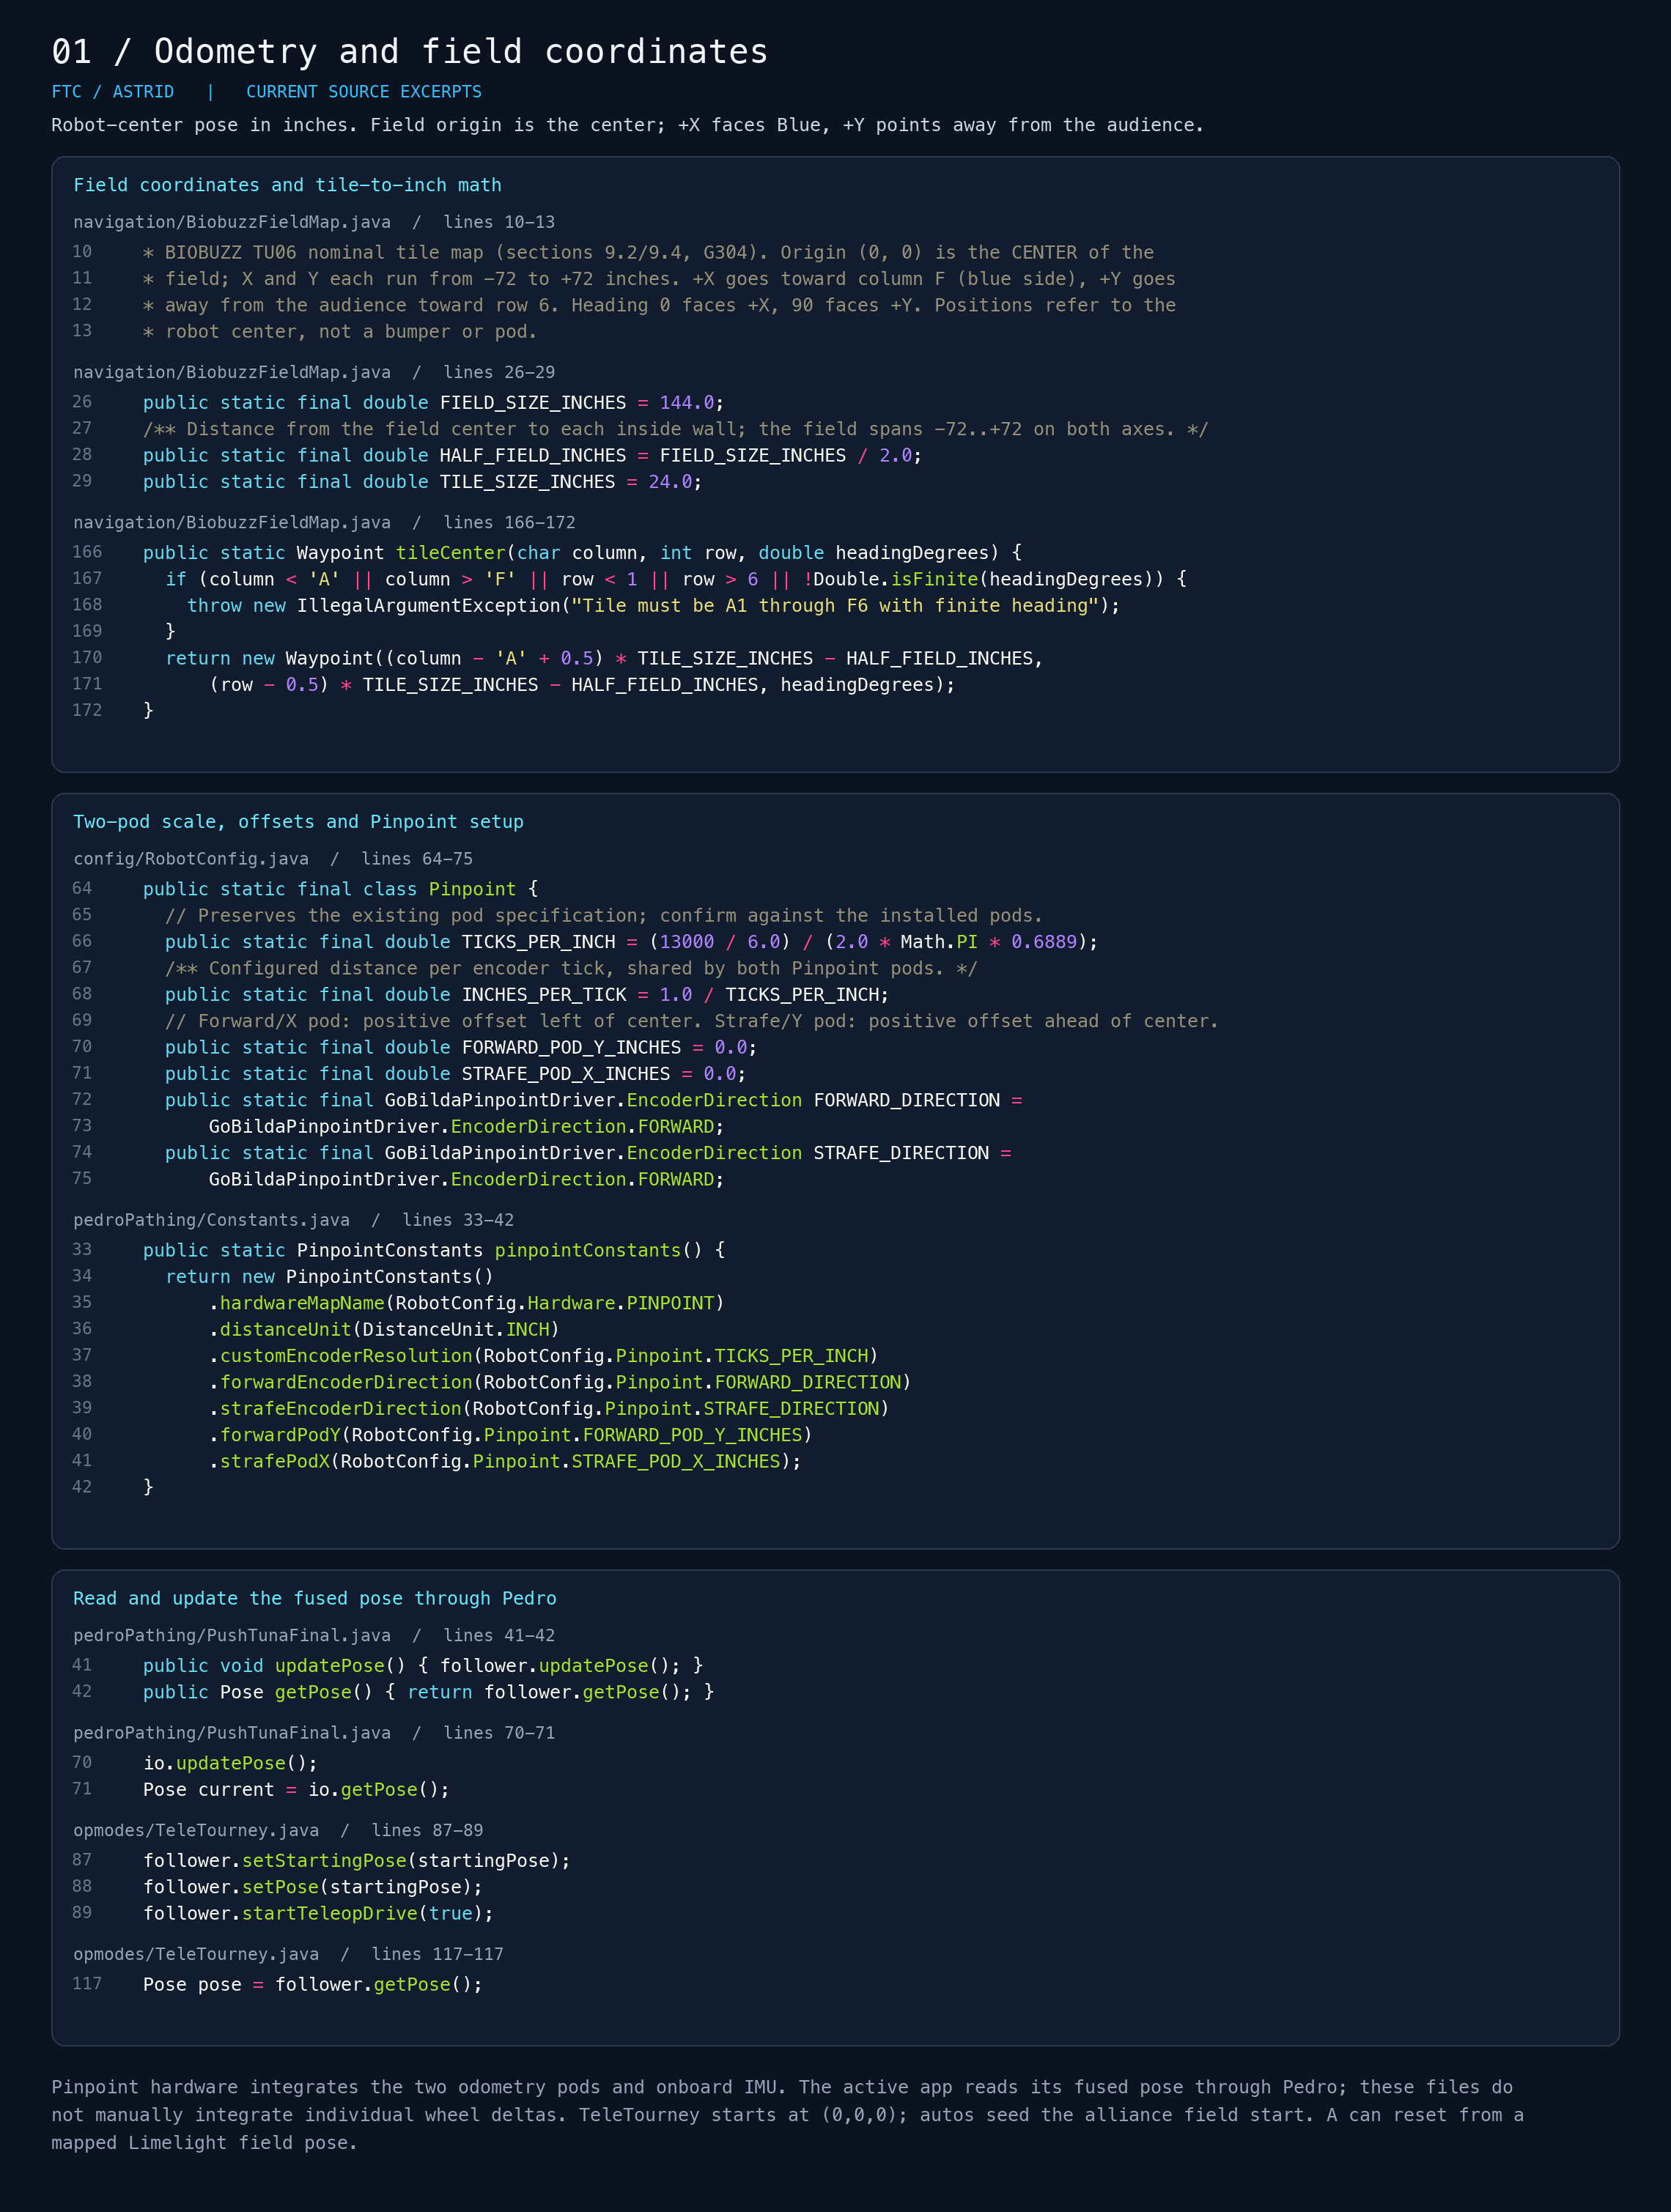 01 / Odometry and field coordinates
FTC / ASTRID   |   CURRENT SOURCE EXCERPTS
Robot-center pose in inches. Field origin is the center; +X faces Blue, +Y points away from the audience.
Field coordinates and tile-to-inch math
navigation/BiobuzzFieldMap.java  /  lines 10-13
10    * BIOBUZZ TU06 nominal tile map (sections 9.2/9.4, G304). Origin (0, 0) is the CENTER of the
11    * field; X and Y each run from -72 to +72 inches. +X goes toward column F (blue side), +Y goes
12    * away from the audience toward row 6. Heading 0 faces +X, 90 faces +Y. Positions refer to the
13    * robot center, not a bumper or pod.
navigation/BiobuzzFieldMap.java  /  lines 26-29
26    public static final double FIELD_SIZE_INCHES = 144.0;
27    /** Distance from the field center to each inside wall; the field spans -72..+72 on both axes. */
28    public static final double HALF_FIELD_INCHES = FIELD_SIZE_INCHES / 2.0;
29    public static final double TILE_SIZE_INCHES = 24.0;
navigation/BiobuzzFieldMap.java  /  lines 166-172
166   public static Waypoint tileCenter(char column, int row, double headingDegrees) {
167     if (column < 'A' || column > 'F' || row < 1 || row > 6 || !Double.isFinite(headingDegrees)) {
168       throw new IllegalArgumentException("Tile must be A1 through F6 with finite heading");
169     }
170     return new Waypoint((column - 'A' + 0.5) * TILE_SIZE_INCHES - HALF_FIELD_INCHES,
171         (row - 0.5) * TILE_SIZE_INCHES - HALF_FIELD_INCHES, headingDegrees);
172   }
Two-pod scale, offsets and Pinpoint setup
config/RobotConfig.java  /  lines 64-75
64    public static final class Pinpoint {
65      // Preserves the existing pod specification; confirm against the installed pods.
66      public static final double TICKS_PER_INCH = (13000 / 6.0) / (2.0 * Math.PI * 0.6889);
67      /** Configured distance per encoder tick, shared by both Pinpoint pods. */
68      public static final double INCHES_PER_TICK = 1.0 / TICKS_PER_INCH;
69      // Forward/X pod: positive offset left of center. Strafe/Y pod: positive offset ahead of center.
70      public static final double FORWARD_POD_Y_INCHES = 0.0;
71      public static final double STRAFE_POD_X_INCHES = 0.0;
72      public static final GoBildaPinpointDriver.EncoderDirection FORWARD_DIRECTION =
73          GoBildaPinpointDriver.EncoderDirection.FORWARD;
74      public static final GoBildaPinpointDriver.EncoderDirection STRAFE_DIRECTION =
75          GoBildaPinpointDriver.EncoderDirection.FORWARD;
pedroPathing/Constants.java  /  lines 33-42
33    public static PinpointConstants pinpointConstants() {
34      return new PinpointConstants()
35          .hardwareMapName(RobotConfig.Hardware.PINPOINT)
36          .distanceUnit(DistanceUnit.INCH)
37          .customEncoderResolution(RobotConfig.Pinpoint.TICKS_PER_INCH)
38          .forwardEncoderDirection(RobotConfig.Pinpoint.FORWARD_DIRECTION)
39          .strafeEncoderDirection(RobotConfig.Pinpoint.STRAFE_DIRECTION)
40          .forwardPodY(RobotConfig.Pinpoint.FORWARD_POD_Y_INCHES)
41          .strafePodX(RobotConfig.Pinpoint.STRAFE_POD_X_INCHES);
42    }
Read and update the fused pose through Pedro
pedroPathing/PushTunaFinal.java  /  lines 41-42
41    public void updatePose() { follower.updatePose(); }
42    public Pose getPose() { return follower.getPose(); }
pedroPathing/PushTunaFinal.java  /  lines 70-71
70    io.updatePose();
71    Pose current = io.getPose();
opmodes/TeleTourney.java  /  lines 87-89
87    follower.setStartingPose(startingPose);
88    follower.setPose(startingPose);
89    follower.startTeleopDrive(true);
opmodes/TeleTourney.java  /  lines 117-117
117   Pose pose = follower.getPose();
Pinpoint hardware integrates the two odometry pods and onboard IMU. The active app reads its fused pose through Pedro; these files do
not manually integrate individual wheel deltas. TeleTourney starts at (0,0,0); autos seed the alliance field start. A can reset from a
mapped Limelight field pose.